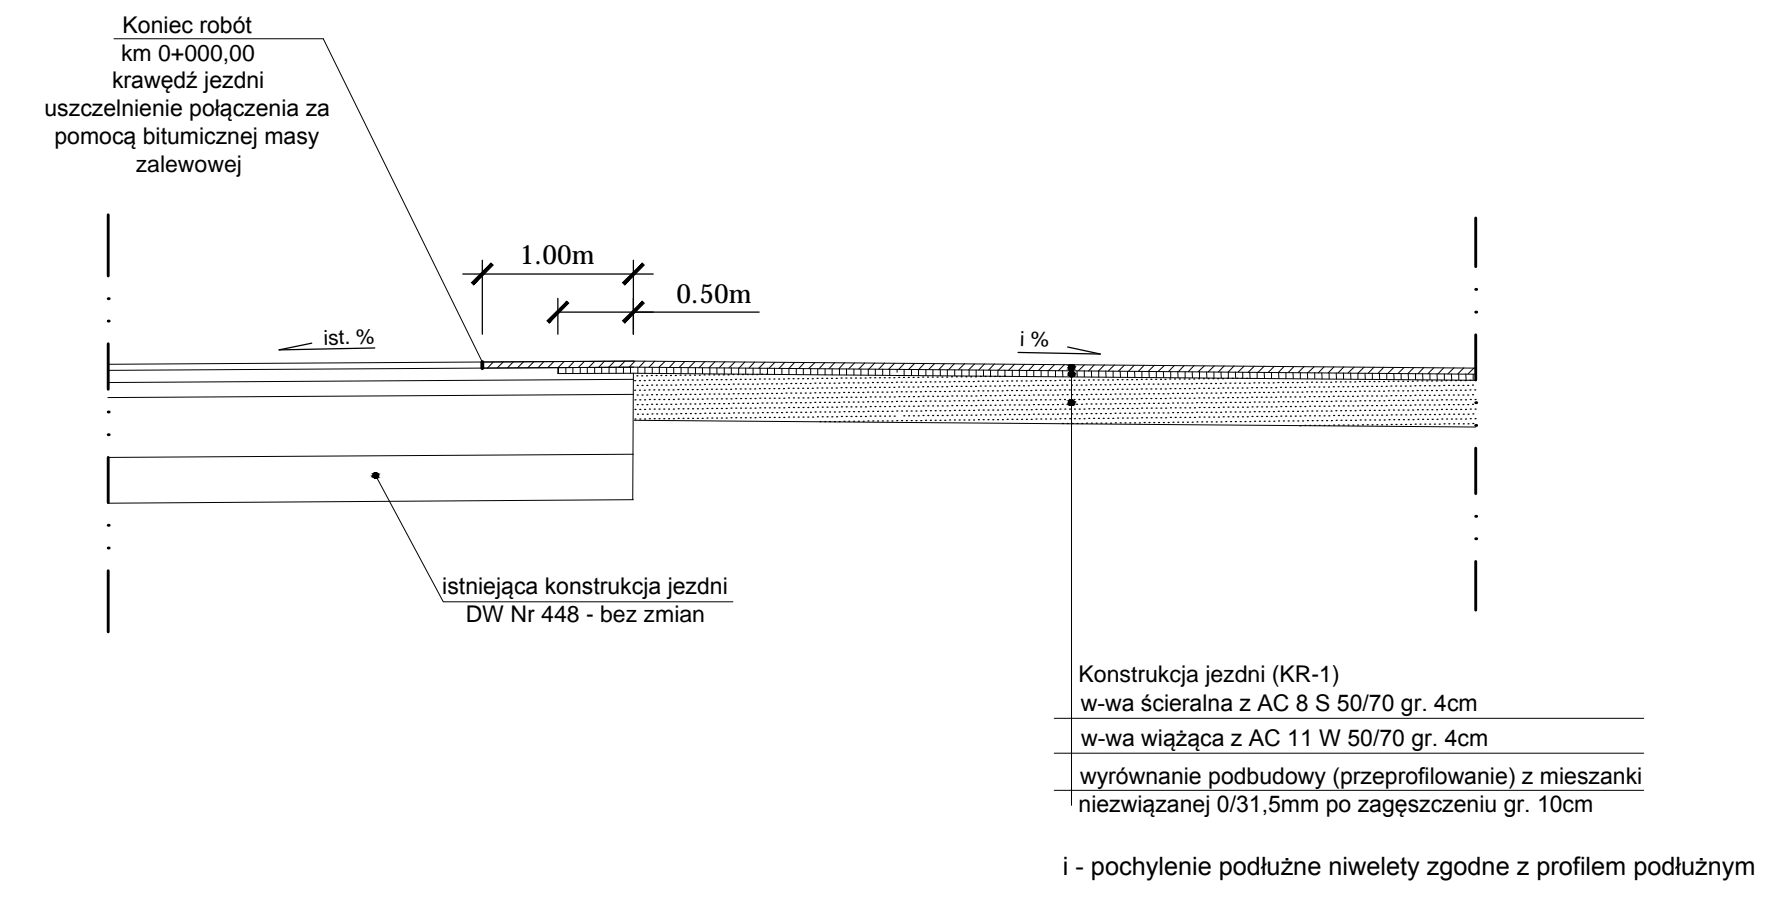 Koniec robót
km 0+000,00
krawędź jezdni
uszczelnienie połączenia za
pomocą bitumicznej masy
zalewowej
1.00m
0.50m
ist. %
i %
istniejąca konstrukcja jezdni
DW Nr 448 - bez zmian
Konstrukcja jezdni (KR-1)
w-wa ścieralna z AC 8 S 50/70 gr. 4cm
w-wa wiążąca z AC 11 W 50/70 gr. 4cm
wyrównanie podbudowy (przeprofilowanie) z mieszanki
niezwiązanej 0/31,5mm po zagęszczeniu gr. 10cm
i - pochylenie podłużne niwelety zgodne z profilem podłużnym